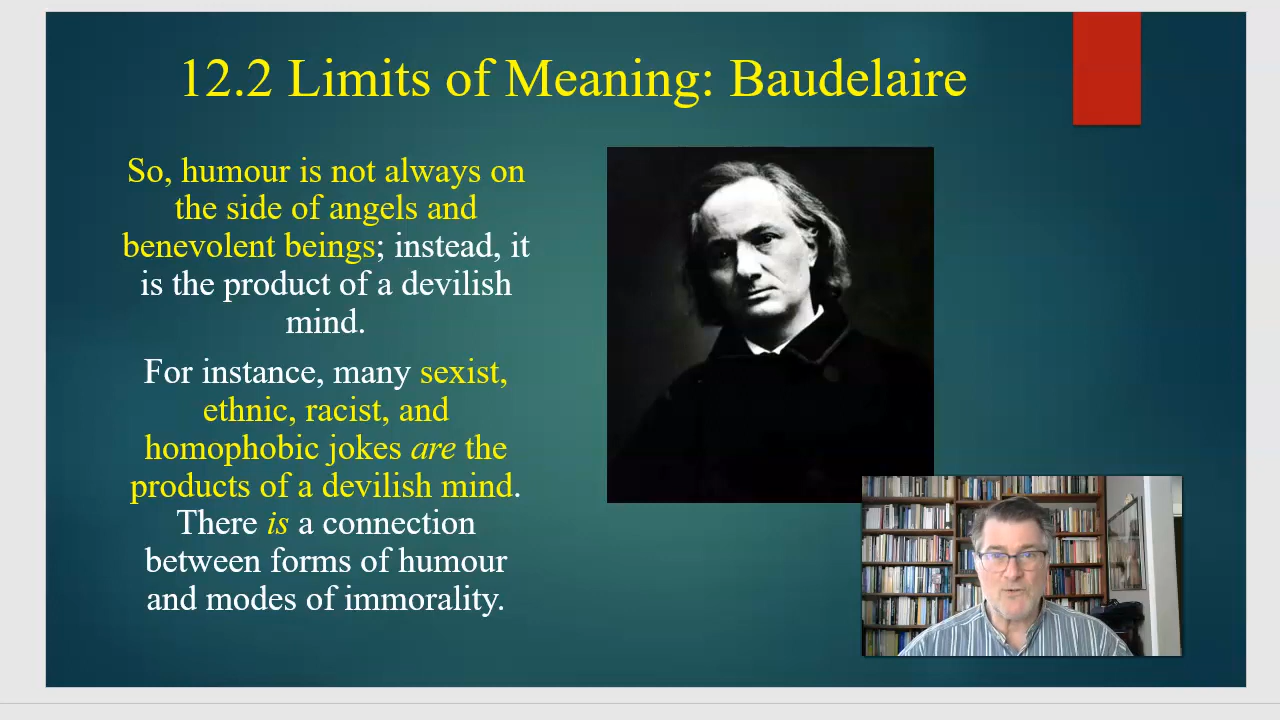 12.2 Limits of Meaning: Baudelaire
So, humour is not always on
the side of angels and
benevolent beings; instead, it
is the product of a devilish
mind.
For instance, many sexist,
ethnic, racist, and
homophobic jokes are the
products of a devilish mind.
There is a connection
between forms of humour
and modes of immorality.